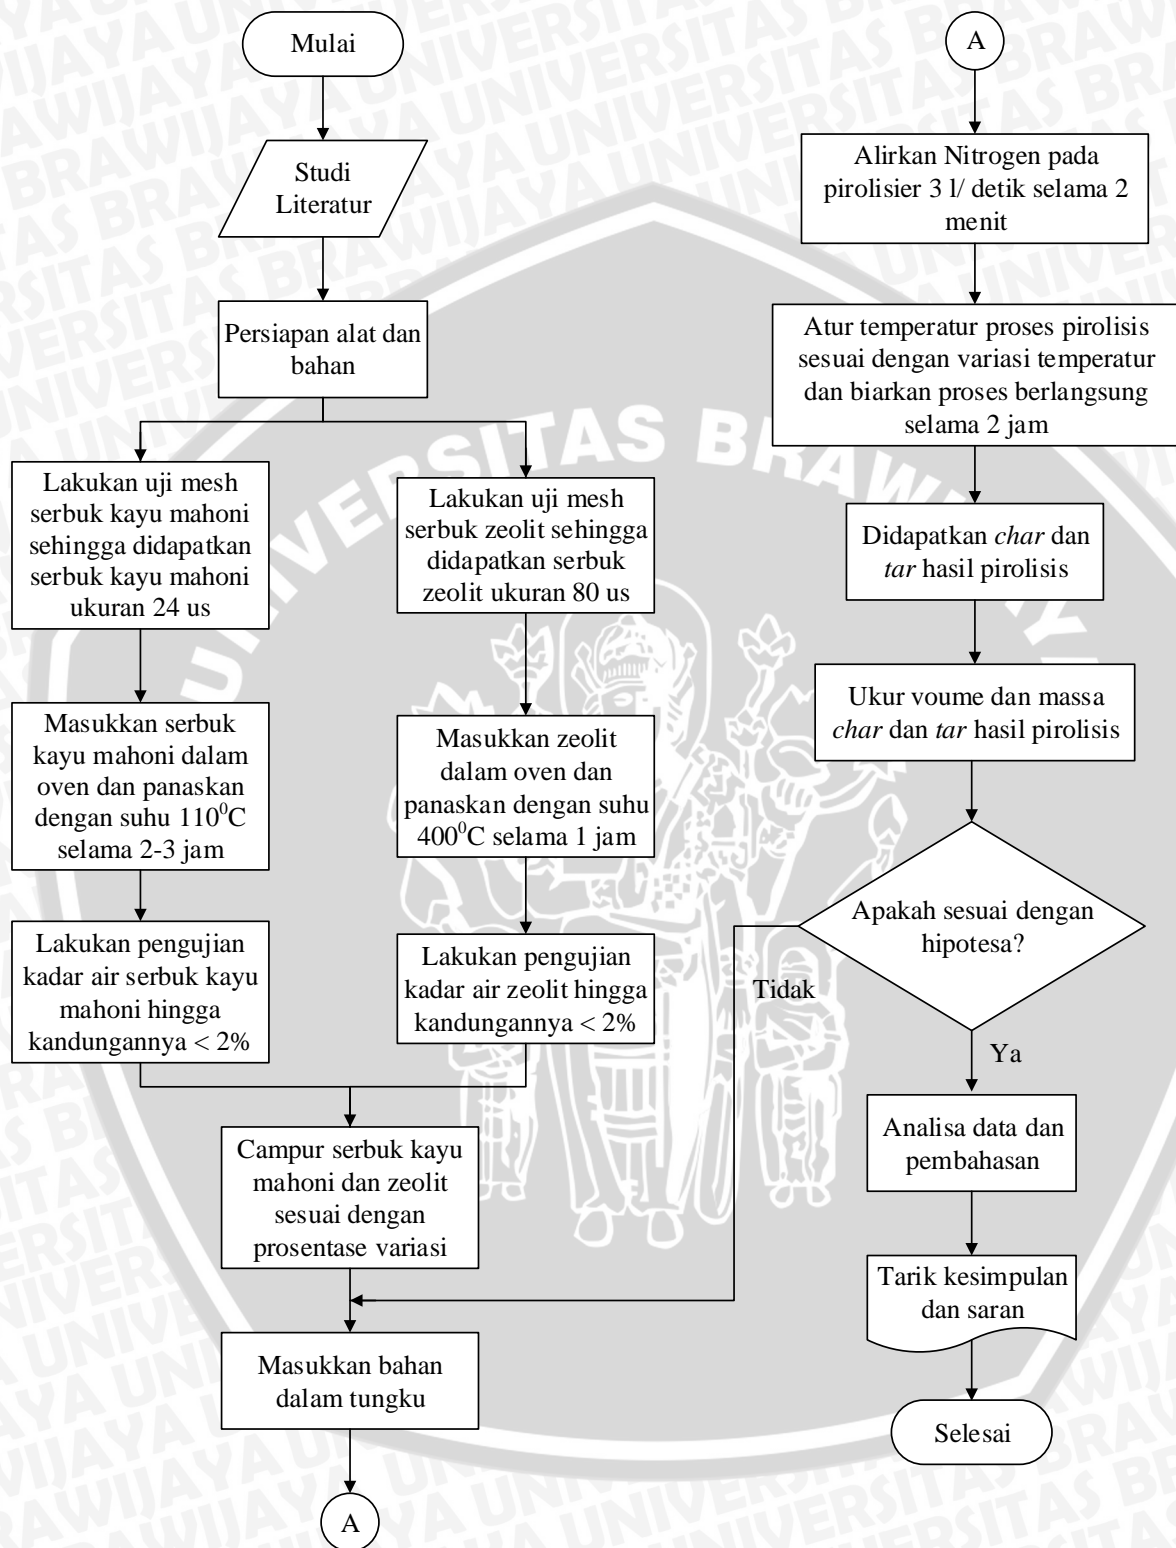 Mulai
Studi
Literatur
Persiapan alat dan
bahan
Lakukan uji mesh
serbuk kayu mahoni
sehingga didapatkan
serbuk kayu mahoni
ukuran 24 us
Masukkan serbuk
kayu mahoni dalam
oven dan panaskan
dengan suhu 110⁰C
selama 2-3 jam
Lakukan pengujian
kadar air serbuk kayu
mahoni hingga
kandungannya < 2%
Lakukan uji mesh
serbuk zeolit sehingga
didapatkan serbuk
zeolit ukuran 80 us
Masukkan zeolit
dalam oven dan
panaskan dengan suhu
400⁰C selama 1 jam
Lakukan pengujian
kadar air zeolit hingga
kandungannya < 2%
Campur serbuk kayu
mahoni dan zeolit
sesuai dengan
prosentase variasi
Masukkan bahan
dalam tungku
A
A
Alirkan Nitrogen pada
pirolisier 3 l/ detik selama 2
menit
Atur temperatur proses pirolisis
sesuai dengan variasi temperatur
dan biarkan proses berlangsung
selama 2 jam
Didapatkan char dan
tar hasil pirolisis
Ukur voume dan massa
char dan tar hasil pirolisis
Apakah sesuai dengan
hipotesa?
Tidak
Ya
Analisa data dan
pembahasan
Tarik kesimpulan
dan saran
Selesai
UNIVERSITAS BRAWIJAYA